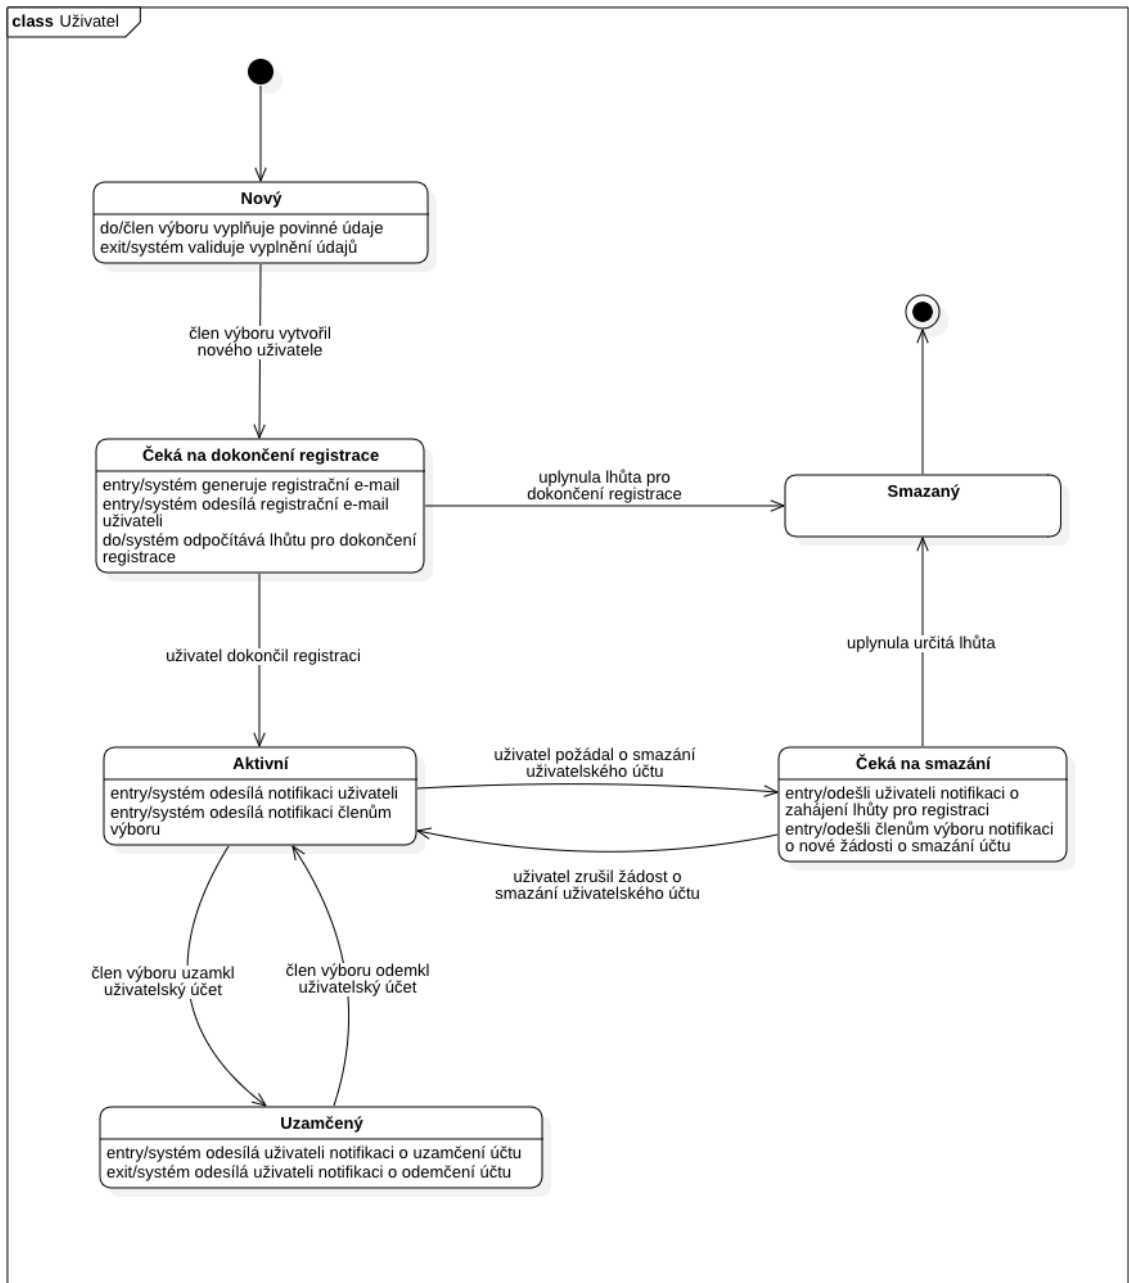 class Uživatel
Nový
do/člen výboru vyplňuje povinné údaje
exit/systém validuje vyplnění údajů
člen výboru vytvořil
nového uživatele
Čeká na dokončení registrace
entry/systém generuje registrační e-mail
entry/systém odesílá registrační e-mail
uživateli
do/systém odpočítává lhůtu pro dokončení
registrace
uplynula lhůta pro
dokončení registrace
Smazaný
uživatel dokončil registraci
uplynula určitá lhůta
Aktivní
entry/systém odesílá notifikaci uživateli
entry/systém odesílá notifikaci členům
výboru
uživatel požádal o smazání
uživatelského účtu
Čeká na smazání
entry/odešli uživateli notifikaci o
zahájení lhůty pro registraci
entry/odešli členům výboru notifikaci
o nové žádosti o smazání účtu
uživatel zrušil žádost o
smazání uživatelského účtu
člen výboru uzamkl
uživatelský účet
člen výboru odemkl
uživatelský účet
Uzamčený
entry/systém odesílá uživateli notifikaci o uzamčení účtu
exit/systém odesílá uživateli notifikaci o odemčení účtu